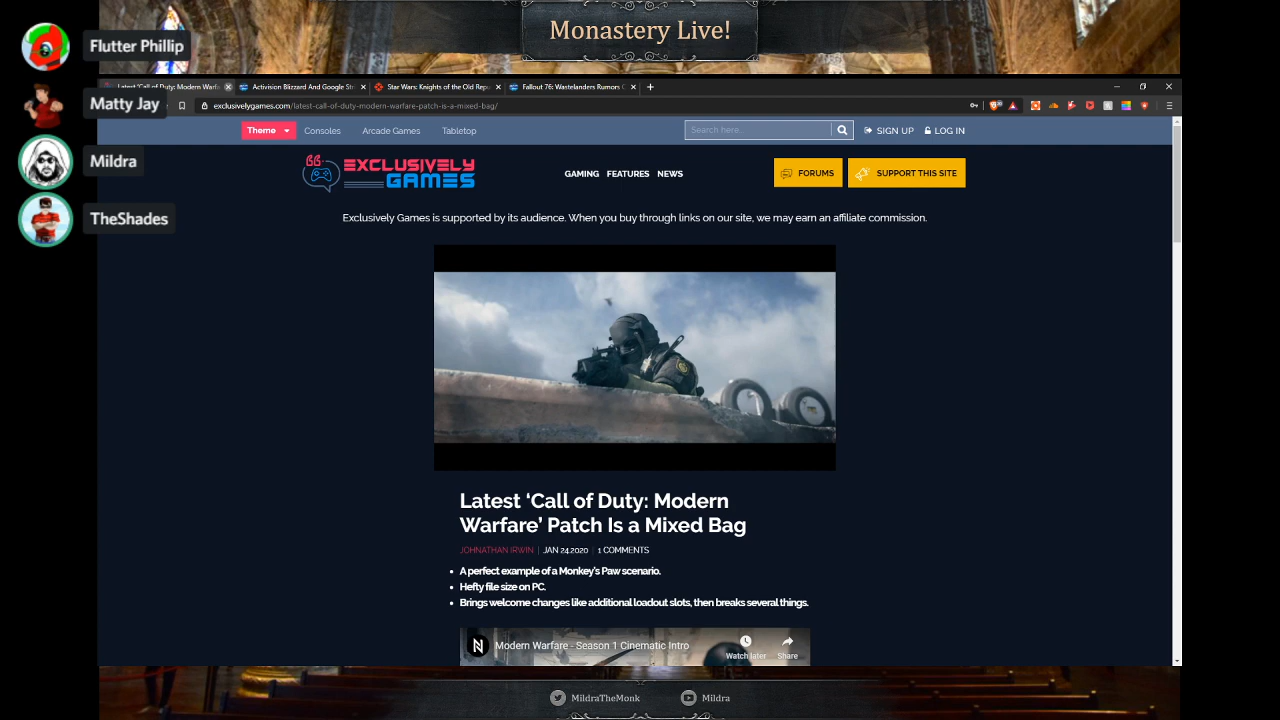 Monastery Live!
Flutter Phillip
Matty Jay
Mildra
TheShades
Latest 'Call of Duty: Modern Warfa
Activision Blizzard And Google St
Star Wars: Knights of the Old Rep
Fallout 76: Wastelanders Rumors C
exclusivelygames.com/latest-call-of-duty-modern-warfare-patch-is-a-mixed-bag/
Theme
Consoles
Arcade Games
Tabletop
Search here..
SIGN UP
LOG IN
EXCLUSIVELY
GAMES
GAMING FEATURES NEWS
FORUMS
SUPPORT THIS SITE
Exclusively Games is supported by its audience. When you buy through links on our site, we may earn an affiliate commission.
Latest ‘Call of Duty: Modern
Warfare’ Patch Is a Mixed Bag
JOHNATHAN IRWIN | JAN 24,2020 | 1 COMMENTS
• A perfect example of a Monkey's Paw scenario.
• Hefty file size on PC.
• Brings welcome changes like additional loadout slots, then breaks several things.
N
Modern Warfare - Season 1 Cinematic Intro
Watch later
Share
MildraTheMonk
Mildra